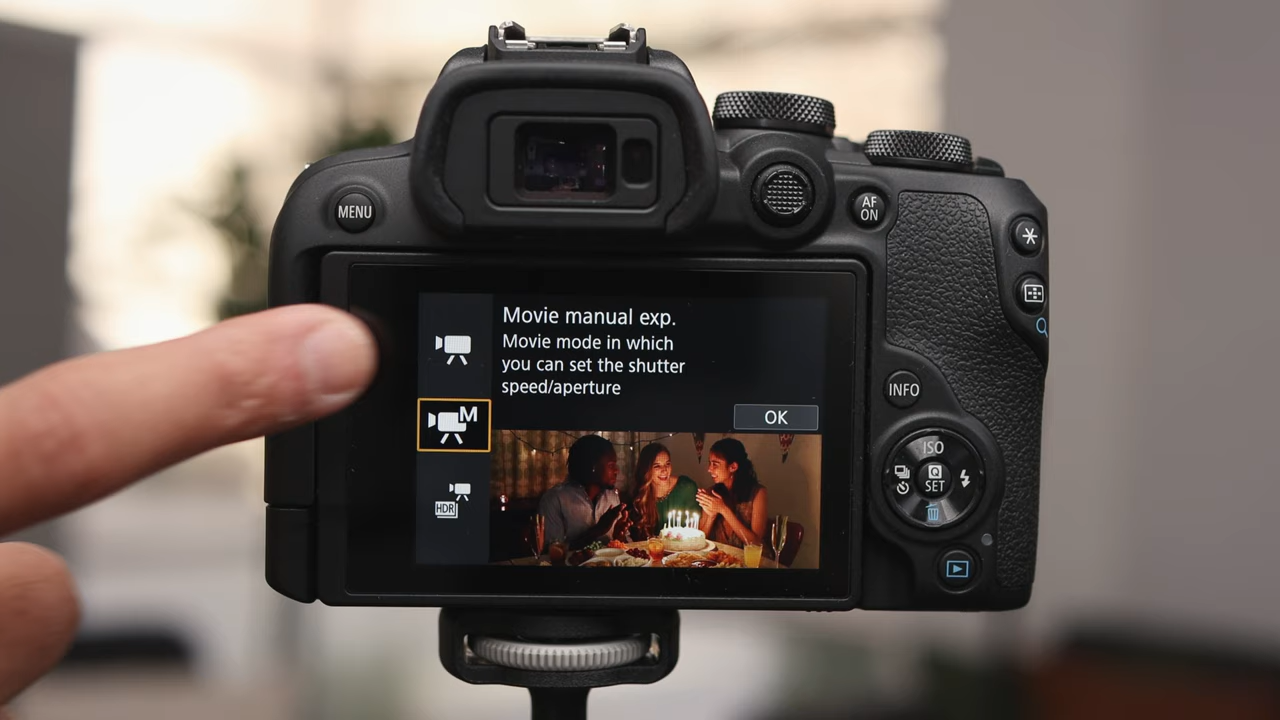 MENU
AF
ON
Movie manual exp.
Movie mode in which
you can set the shutter
speed/aperture
OK
M
HDR
INFO
ISO
Q
SET